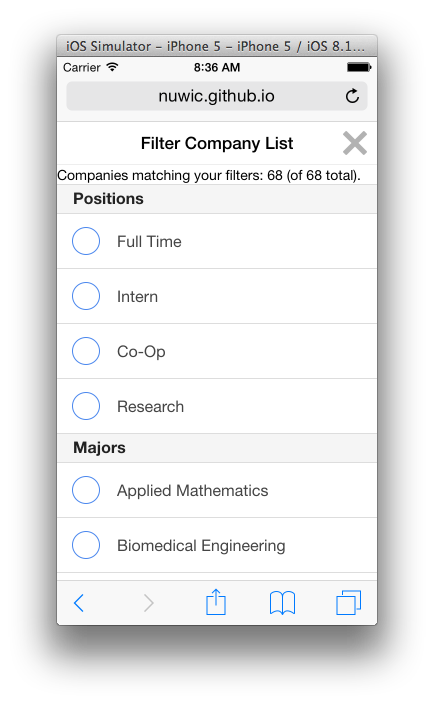 iOS Simulator – iPhone 5 – iPhone 5 / iOS 8.1...
Carrier 8:36 AM
nuwic.github.io
Filter Company List
Companies matching your filters: 68 (of 68 total).
Positions
Full Time
Intern
Co-Op
Research
Majors
Applied Mathematics
Biomedical Engineering